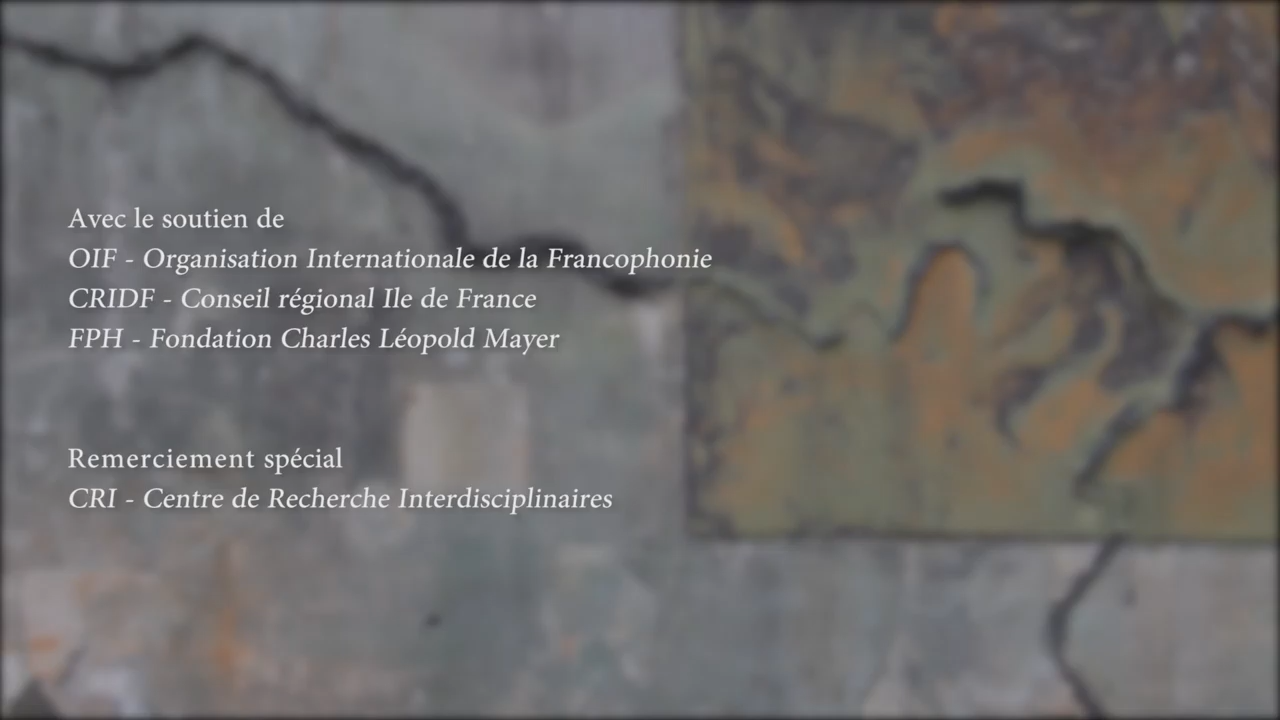 Avec le soutien de
OIF - Organisation Internationale de la Francophonie
CRIDF - Conseil régional Ile de France
FPH - Fondation Charles Léopold Mayer
Remerciement spécial
CRI - Centre de Recherche Interdisciplinaires